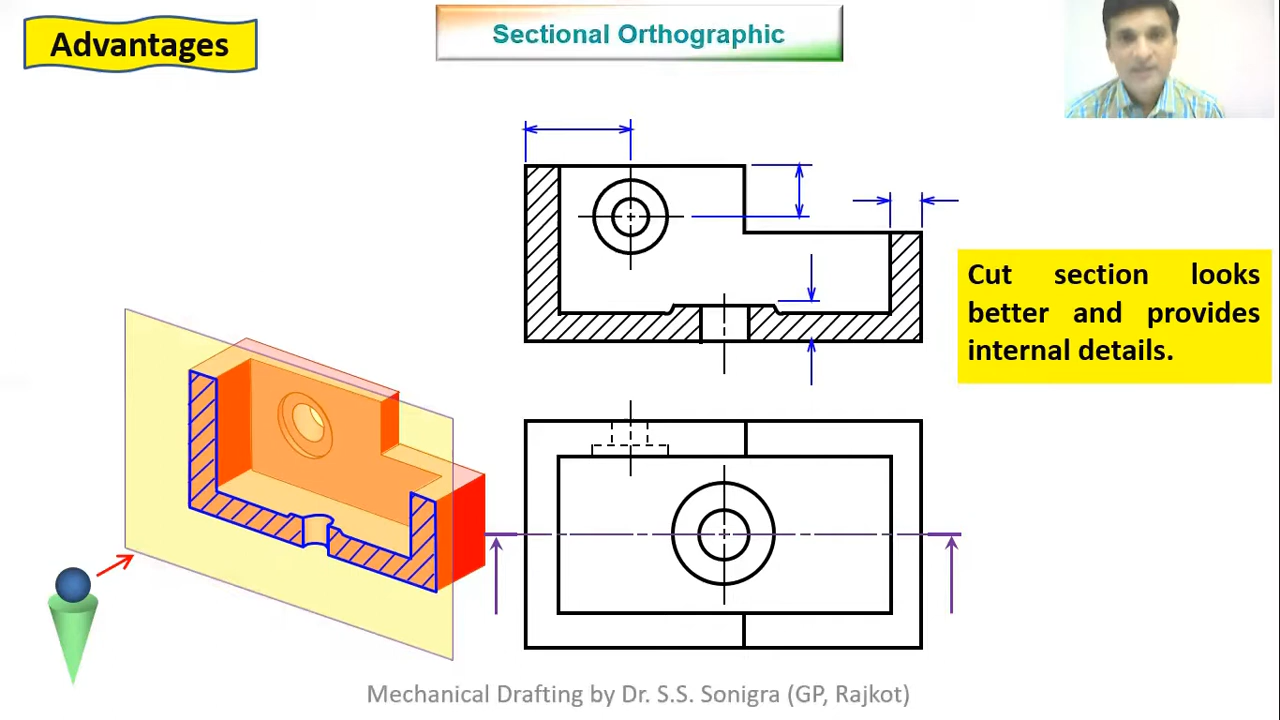 Advantages
Sectional Orthographic
Cut section looks
better and provides
internal details.
Mechanical Drafting by Dr. S.S. Sonigra (GP, Rajkot)